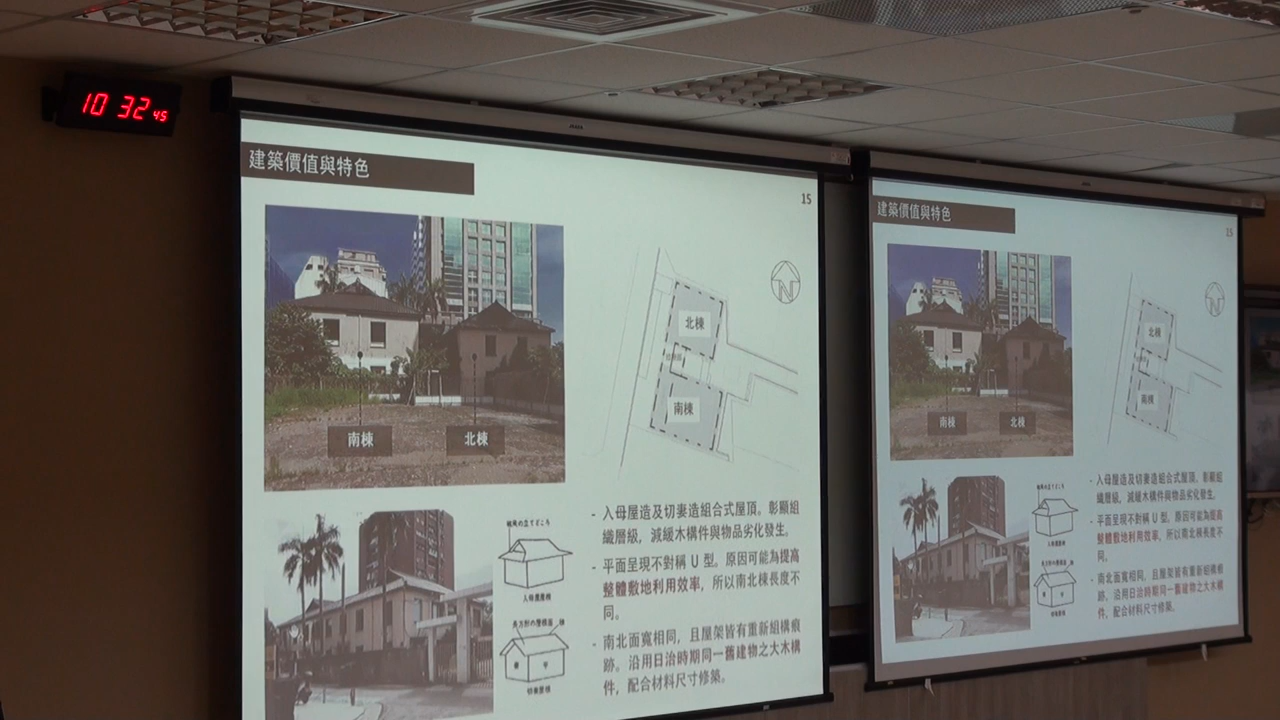 10 32 45
建築價值與特色
15
北棟
南棟
N
南棟
北棟
- 入母屋造及切妻造組合式屋頂。彰顯組
織層級，減緩木構件與物品劣化發生。
- 平面呈現不對稱 U 型。原因可能為提高
整體敷地利用效率，所以南北棟長度不
同。
- 南北面寬相同，且屋架皆有重新組構痕
跡。沿用日治時期同一舊建物之大木構
件，配合材料尺寸修築。
建築價值與特色
15
北棟
南棟
南棟
北棟
- 入母屋造及切妻造組合式屋頂。彰顯組
織層級，減緩木構件與物品劣化發生。
- 平面呈現不對稱 U 型。原因可能為提高
整體敷地利用效率，所以南北棟長度不
同。
- 南北面寬相同，且屋架皆有重新組構痕
跡。沿用日治時期同一舊建物之大木構
件，配合材料尺寸修築。